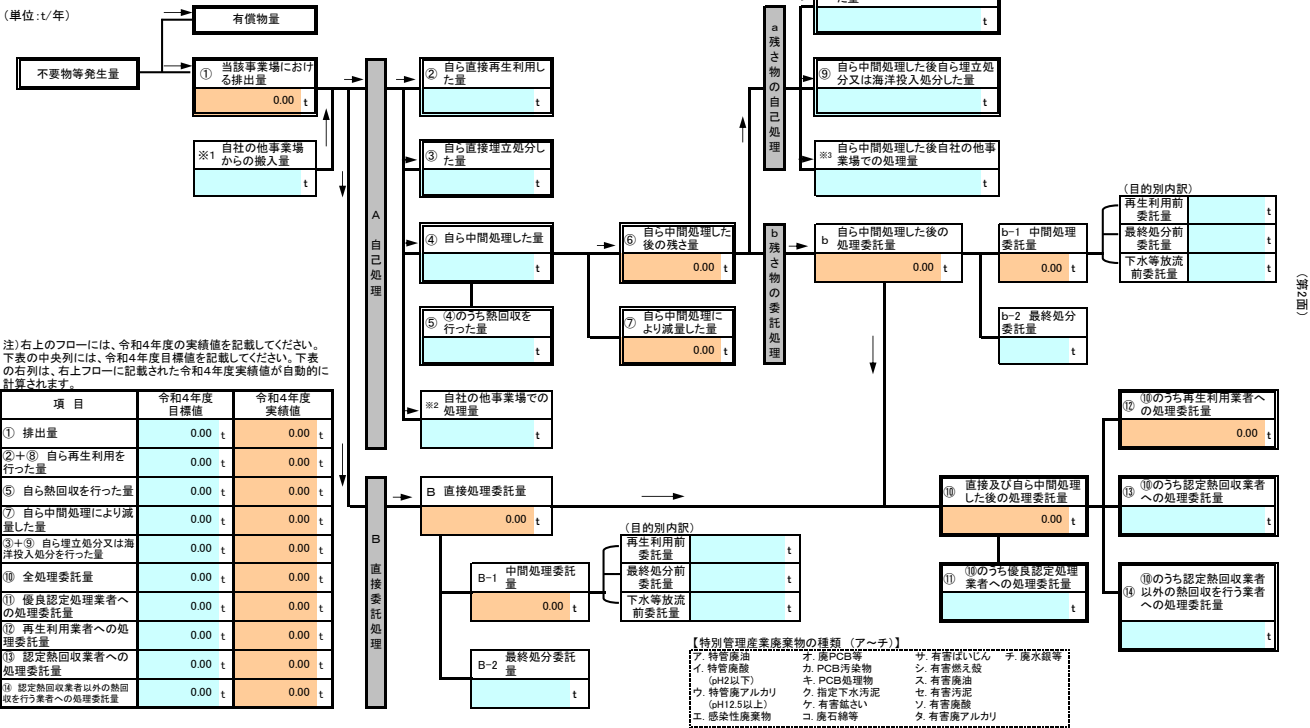 (単位:t/年)
有償物量
不要物等発生量
① 当該事業場におけ
る排出量
0.00 t
※1 自社の他事業場
からの搬入量
t
A 自己処理
② 自ら直接再生利用し
た量
t
③ 自ら直接埋立処分し
た量
t
④ 自ら中間処理した量
t
⑤ ④のうち熱回収を
行った量
t
※2 自社の他事業場での
処理量
t
⑥ 自ら中間処理した
後の残さ量
0.00 t
⑦ 自ら中間処理に
より減量した量
0.00 t
a 残さ物の自己処理
た量
t
⑨ 自ら中間処理した後自ら埋立処
分又は海洋投入処分した量
t
※3 自ら中間処理した後自社の他事
業場での処理量
t
b 残さ物の委託処理
b 自ら中間処理した後の
処理委託量
0.00 t
b-1 中間処理
委託量
0.00 t
(目的別内訳)
再生利用前
委託量 t
最終処分前
委託量 t
下水等放流
前委託量 t
b-2 最終処分
委託量
t
(第2面)
注)右上のフローには、令和4年度の実績値を記載してください。
下表の中央列には、令和4年度目標値を記載してください。下表
の右列は、右上フローに記載された令和4年度実績値が自動的に
計算されます。
項 目 令和4年度
目標値 令和4年度
実績値
① 排出量 0.00 t 0.00 t
②+⑧ 自ら再生利用を
行った量 0.00 t 0.00 t
⑤ 自ら熱回収を行った量 0.00 t 0.00 t
⑦ 自ら中間処理により減
量した量 0.00 t 0.00 t
③+⑨ 自ら埋立処分又は海
洋投入処分を行った量 0.00 t 0.00 t
⑩ 全処理委託量 0.00 t 0.00 t
⑪ 優良認定処理業者へ
の処理委託量 0.00 t 0.00 t
⑫ 再生利用業者への処
理委託量 0.00 t 0.00 t
⑬ 認定熱回収業者への
処理委託量 0.00 t 0.00 t
⑭ 認定熱回収業者以外の熱回
収を行う業者への処理委託量 0.00 t 0.00 t
B 直接委託処理
B 直接処理委託量
0.00 t
B-1 中間処理委託
量
0.00 t
(目的別内訳)
再生利用前
委託量 t
最終処分前
委託量 t
下水等放流
前委託量 t
B-2 最終処分委託
量
t
⑩ 直接及び自ら中間処理
した後の処理委託量
0.00 t
⑪ ⑩のうち優良認定処理
業者への処理委託量
t
⑫ ⑩のうち再生利用業者へ
の処理委託量
0.00 t
⑬ ⑩のうち認定熱回収業者
への処理委託量
t
⑭ ⑩のうち認定熱回収業者
以外の熱回収を行う業者
への処理委託量
t
【特別管理産業廃棄物の種類 (ア~チ)】
ア. 特管廃油 オ. 廃PCB等 サ. 有害ばいじん チ. 廃水銀等
イ. 特管廃酸 カ. PCB汚染物 シ. 有害燃え殻
(pH2以下) キ. PCB処理物 ス. 有害廃油
ウ. 特管廃アルカリ ク. 指定下水汚泥 セ. 有害汚泥
(pH12.5以上) ケ. 有害鉱さい ソ. 有害廃酸
エ. 感染性廃棄物 コ. 廃石綿等 タ. 有害廃アルカリ